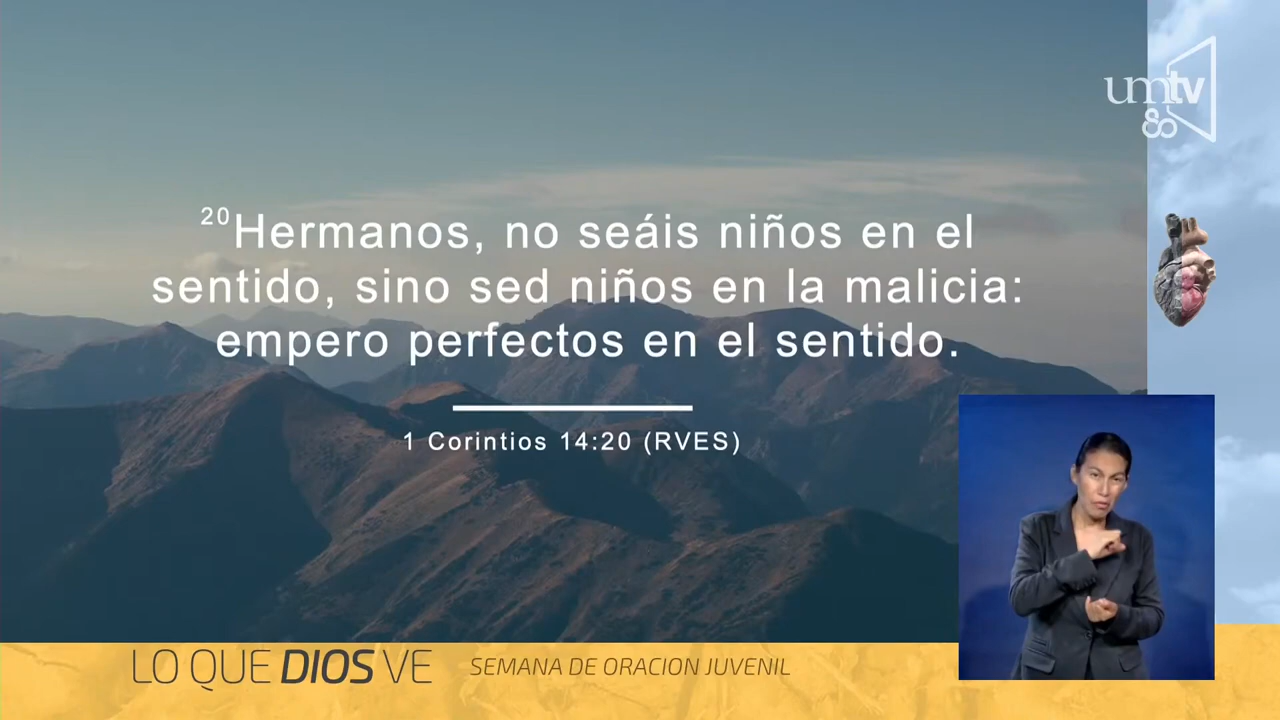 umtv
80
20Hermanos, no seáis niños en el
sentido, sino sed niños en la malicia:
empero perfectos en el sentido.
1 Corintios 14:20 (RVES)
LO QUE DIOS VE
SEMANA DE ORACION JUVENIL